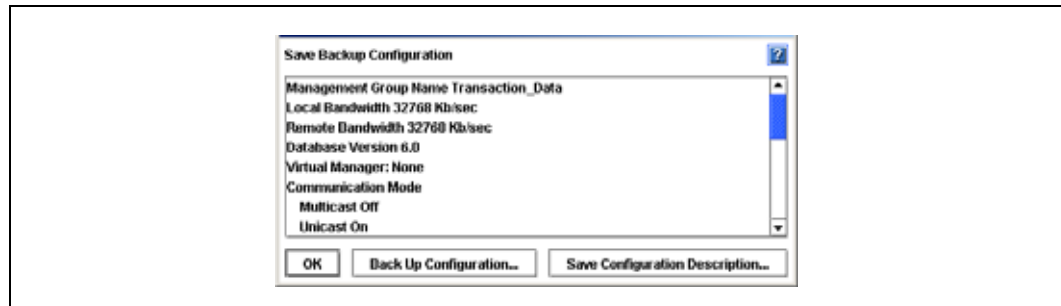 Save Backup Configuration
?
Management Group Name Transaction_Data
Local Bandwidth 32768 Kb/sec
Remote Bandwidth 32768 Kb/sec
Database Version 6.0
Virtual Manager: None
Communication Mode
Multicast Off
Unicast On
OK
Back Up Configuration...
Save Configuration Description...